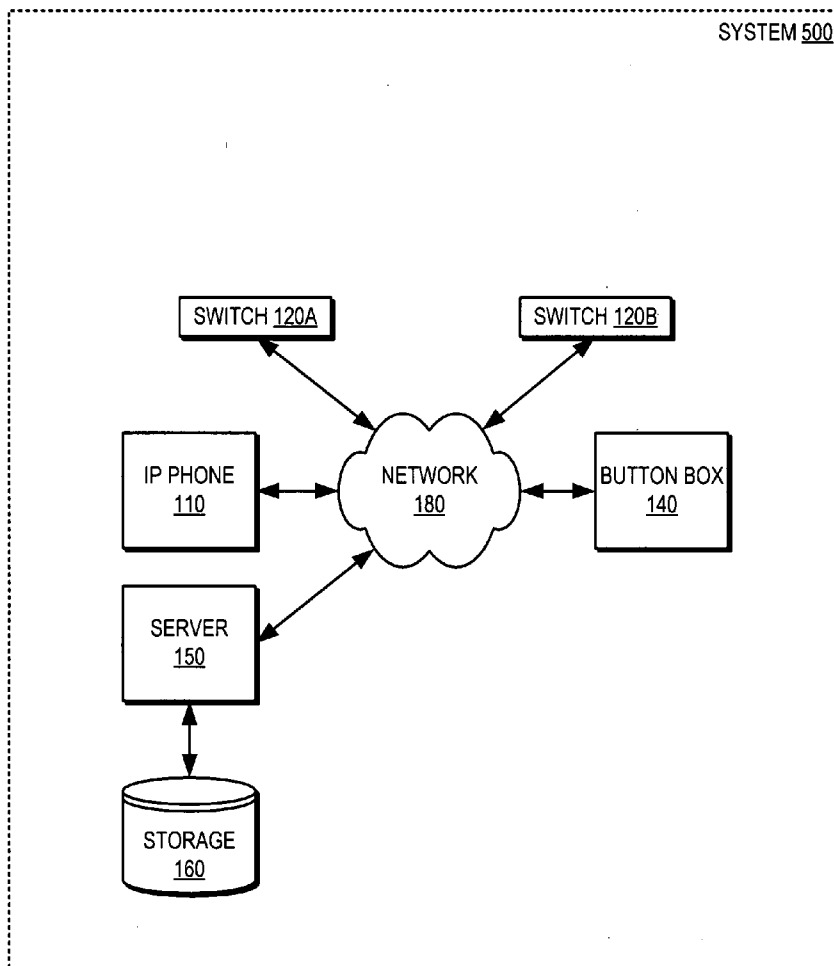 SYSTEM 500
SWITCH 120A
SWITCH 120B
IP PHONE
110
NETWORK
180
BUTTON BOX
140
SERVER
150
STORAGE
160